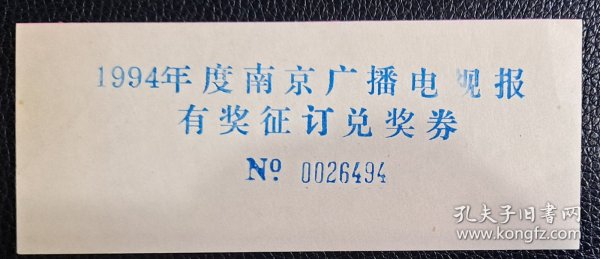 1994年度南京广播电视报
有奖征订兑奖券
Nº 0026494
孔夫子旧书网
www.kongfz.com